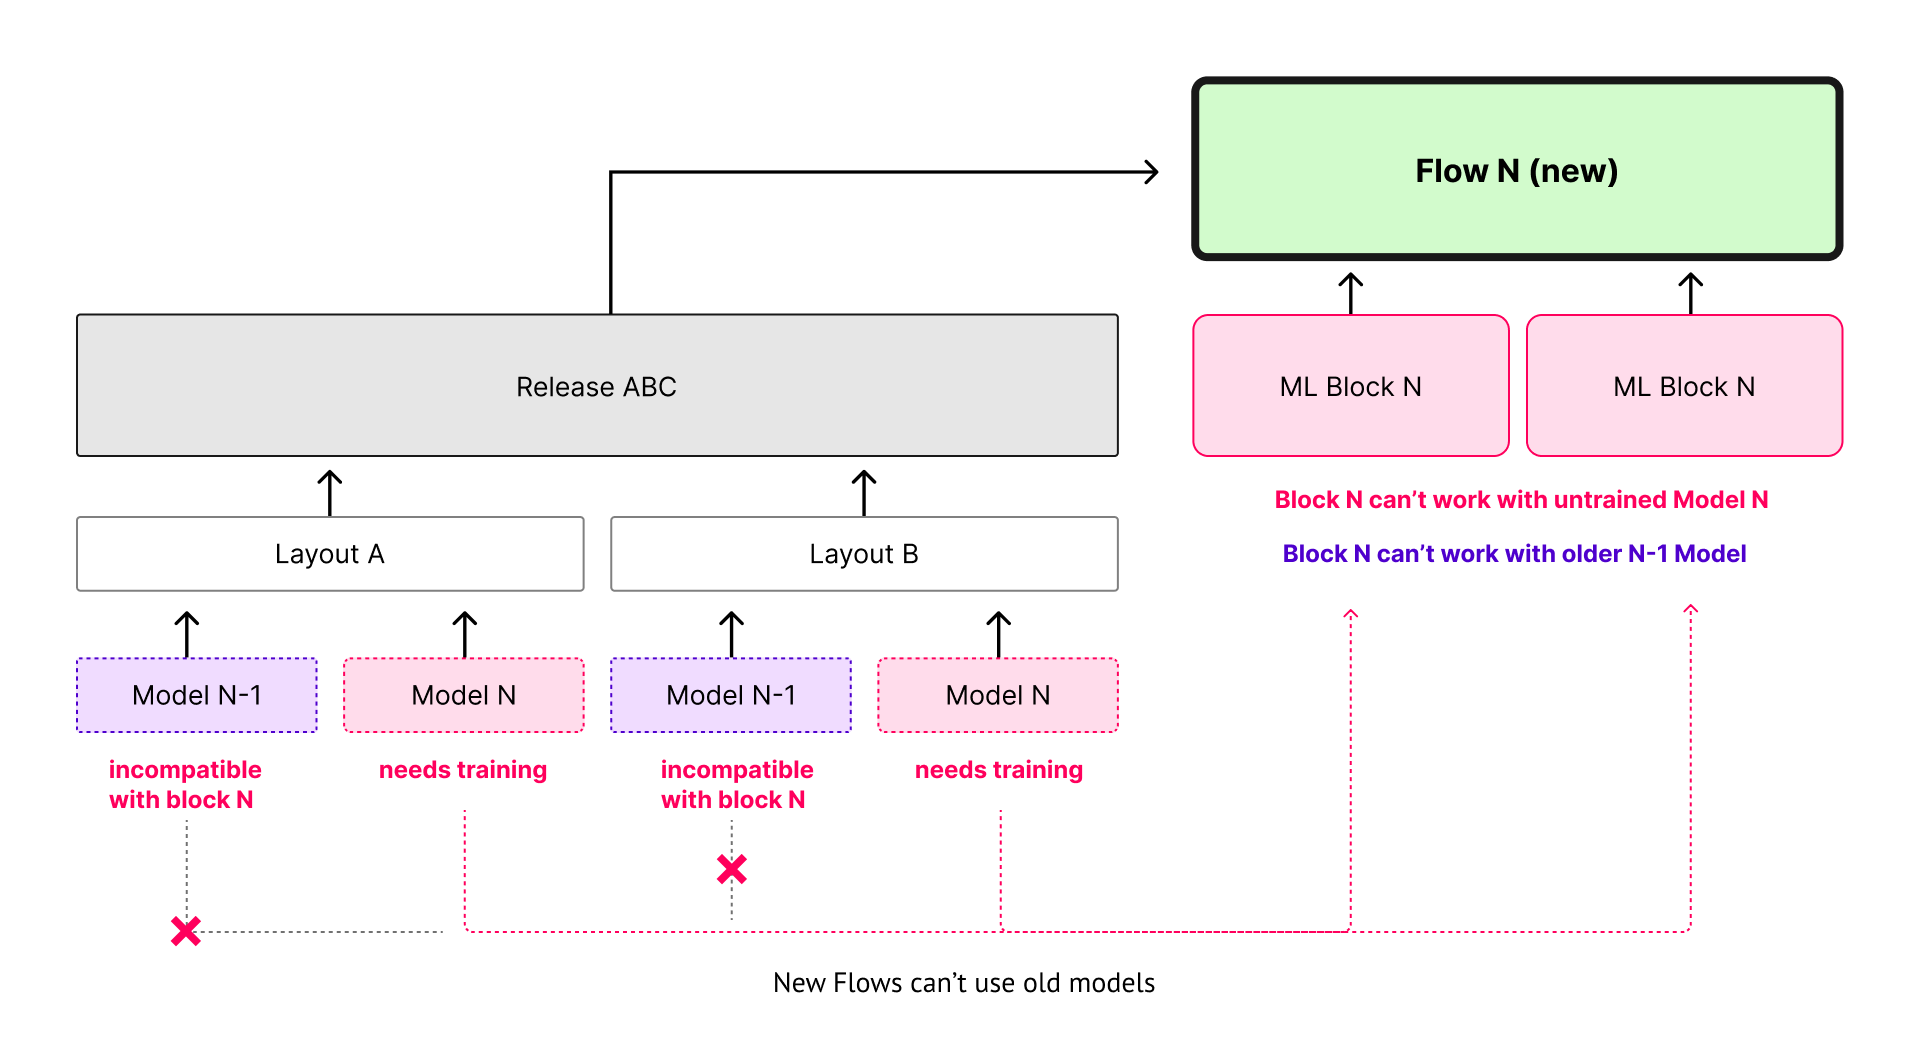 Flow N (new)
Release ABC
ML Block N
ML Block N
Block N can’t work with untrained Model N
Block N can’t work with older N-1 Model
Layout A
Layout B
Model N-1
Model N
Model N-1
Model N
incompatible
with block N
needs training
incompatible
with block N
needs training
New Flows can’t use old models